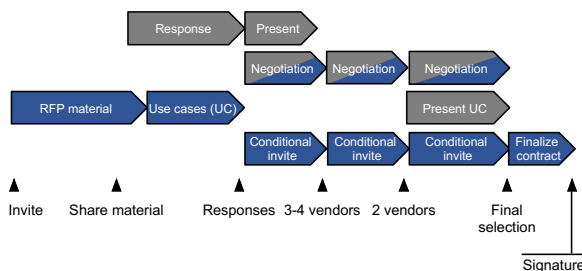 Response
Present
Negotiation
Negotiation
Negotiation
RFP material
Use cases (UC)
Present UC
Conditional
invite
Conditional
invite
Conditional
invite
Finalize
contract
Invite
Share material
Responses
3-4 vendors
2 vendors
Final
selection
Signature